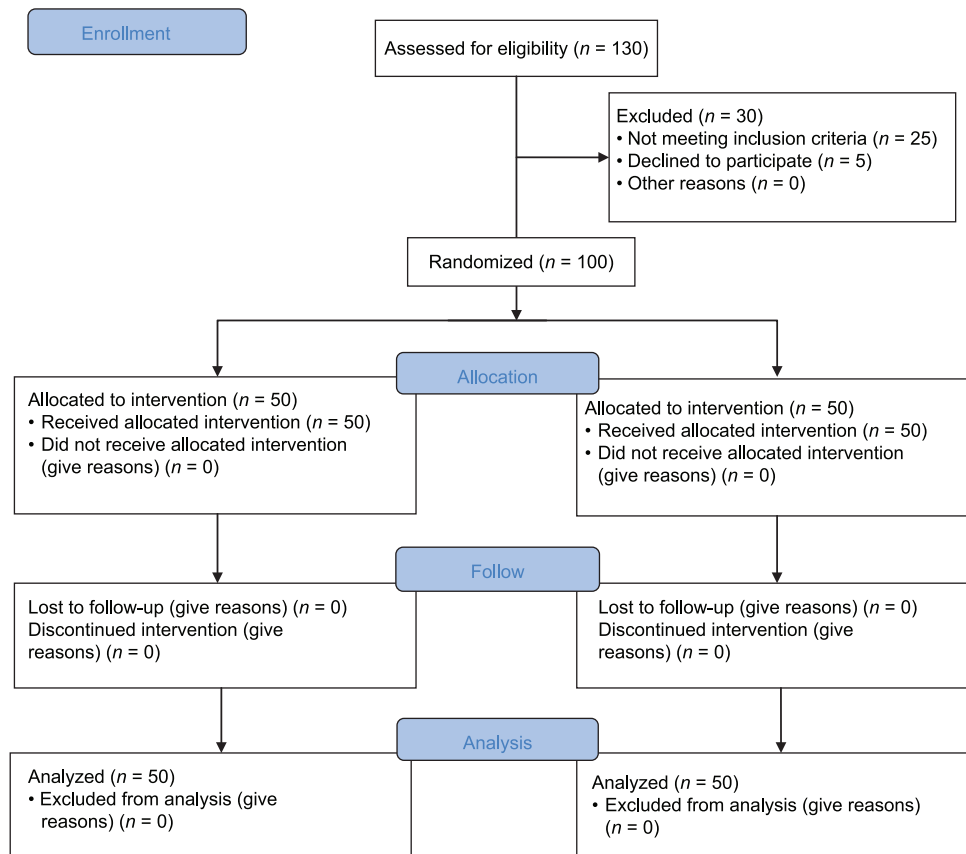 Enrollment
Assessed for eligibility (n = 130)
Excluded (n = 30)
• Not meeting inclusion criteria (n = 25)
• Declined to participate (n = 5)
• Other reasons (n = 0)
Randomized (n = 100)
Allocation
Allocated to intervention (n = 50)
• Received allocated intervention (n = 50)
• Did not receive allocated intervention
(give reasons) (n = 0)
Allocated to intervention (n = 50)
• Received allocated intervention (n = 50)
• Did not receive allocated intervention
(give reasons) (n = 0)
Follow
Lost to follow-up (give reasons) (n = 0)
Discontinued intervention (give
reasons) (n = 0)
Lost to follow-up (give reasons) (n = 0)
Discontinued intervention (give
reasons) (n = 0)
Analysis
Analyzed (n = 50)
• Excluded from analysis (give
reasons) (n = 0)
Analyzed (n = 50)
• Excluded from analysis (give reasons)
(n = 0)